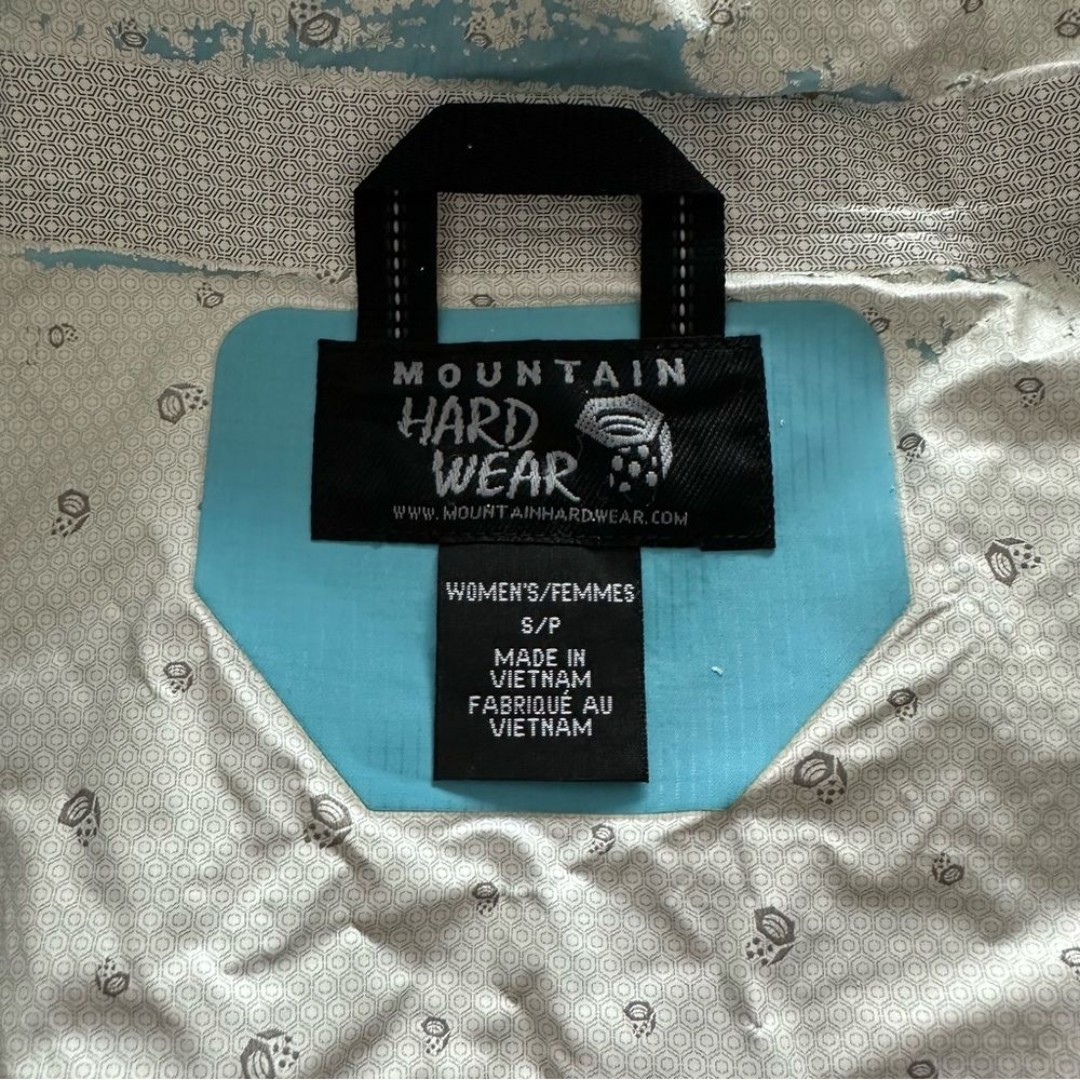 MOUNTAIN
HARD
WEAR
WWW.MOUNTAINHARDWEAR.COM
WOMEN'S/FEMMES
S/P
MADE IN
VIETNAM
FABRIQUÉ AU
VIETNAM